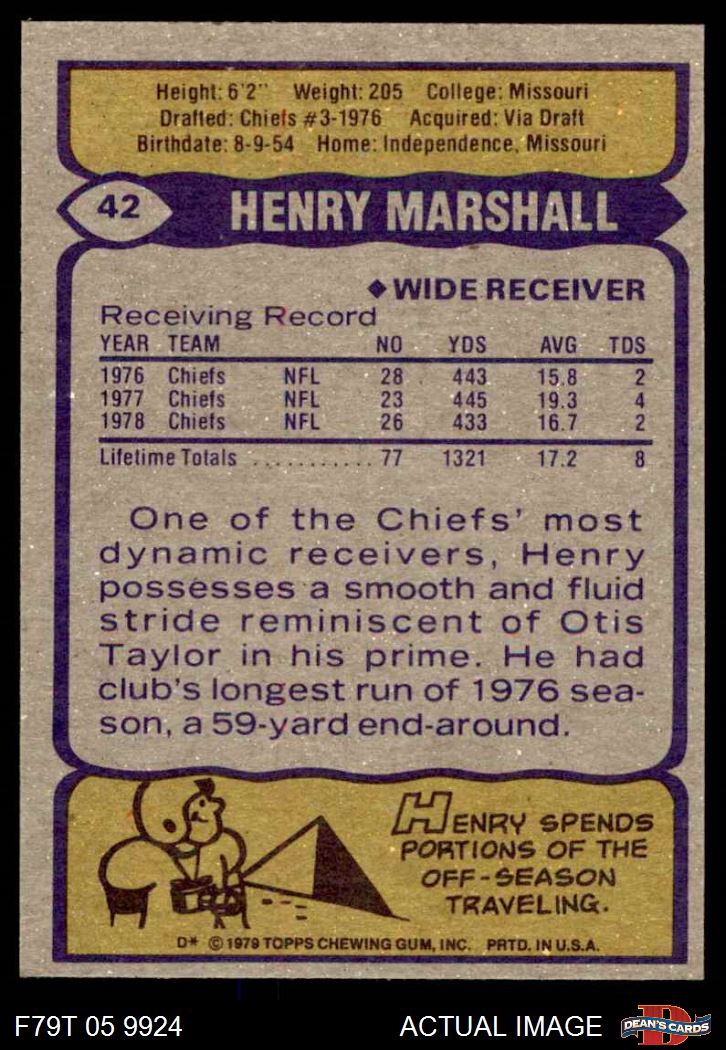 Height: 6'2" Weight: 205 College: Missouri
Drafted: Chiefs #3-1976 Acquired: Via Draft
Birthdate: 8-9-54 Home: Independence, Missouri
42 HENRY MARSHALL
◆ WIDE RECEIVER
Receiving Record
YEAR TEAM NO YDS AVG TDS
1976 Chiefs NFL 28 443 15.8 2
1977 Chiefs NFL 23 445 19.3 4
1978 Chiefs NFL 26 433 16.7 2
Lifetime Totals ........... 77 1321 17.2 8
One of the Chiefs' most
dynamic receivers, Henry
possesses a smooth and fluid
stride reminiscent of Otis
Taylor in his prime. He had
club's longest run of 1976 sea-
son, a 59-yard end-around.
HENRY SPENDS
PORTIONS OF THE
OFF-SEASON
TRAVELING.
D* © 1979 TOPPS CHEWING GUM, INC. PRTD. IN U.S.A.
F79T 05 9924 ACTUAL IMAGE D DEAN'S CARDS